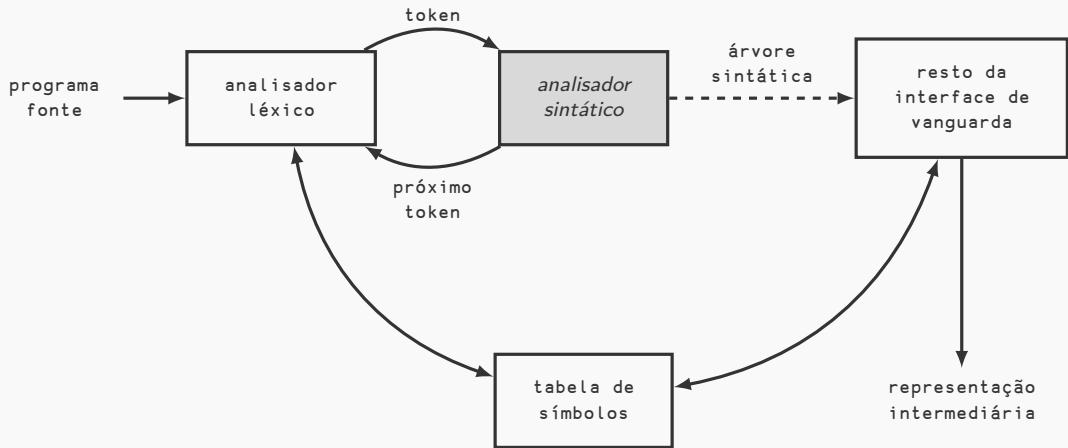 token
programa
fonte
analisador
léxico
analisador
sintático
árvore
sintática
resto da
interface de
vanguarda
próximo
token
tabela de
símbolos
representação
intermediária